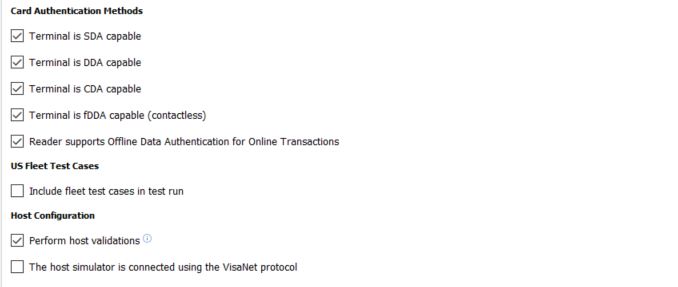 Card Authentication Methods
Terminal is SDA capable
Terminal is DDA capable
Terminal is CDA capable
Terminal is fDDA capable (contactless)
Reader supports Offline Data Authentication for Online Transactions
US Fleet Test Cases
Include fleet test cases in test run
Host Configuration
Perform host validations
The host simulator is connected using the VisaNet protocol